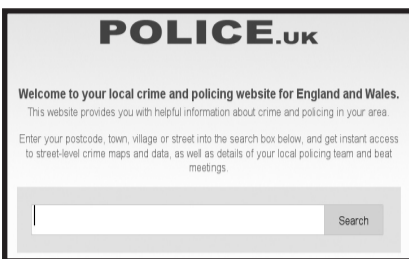 POLICE.UK
Welcome to your local crime and policing website for England and Wales.
This website provides you with helpful information about crime and policing in your area.
Enter your postcode, town, village or street into the search box below, and get instant access
to street-level crime maps and data, as well as details of your local policing team and beat
meetings.
Search